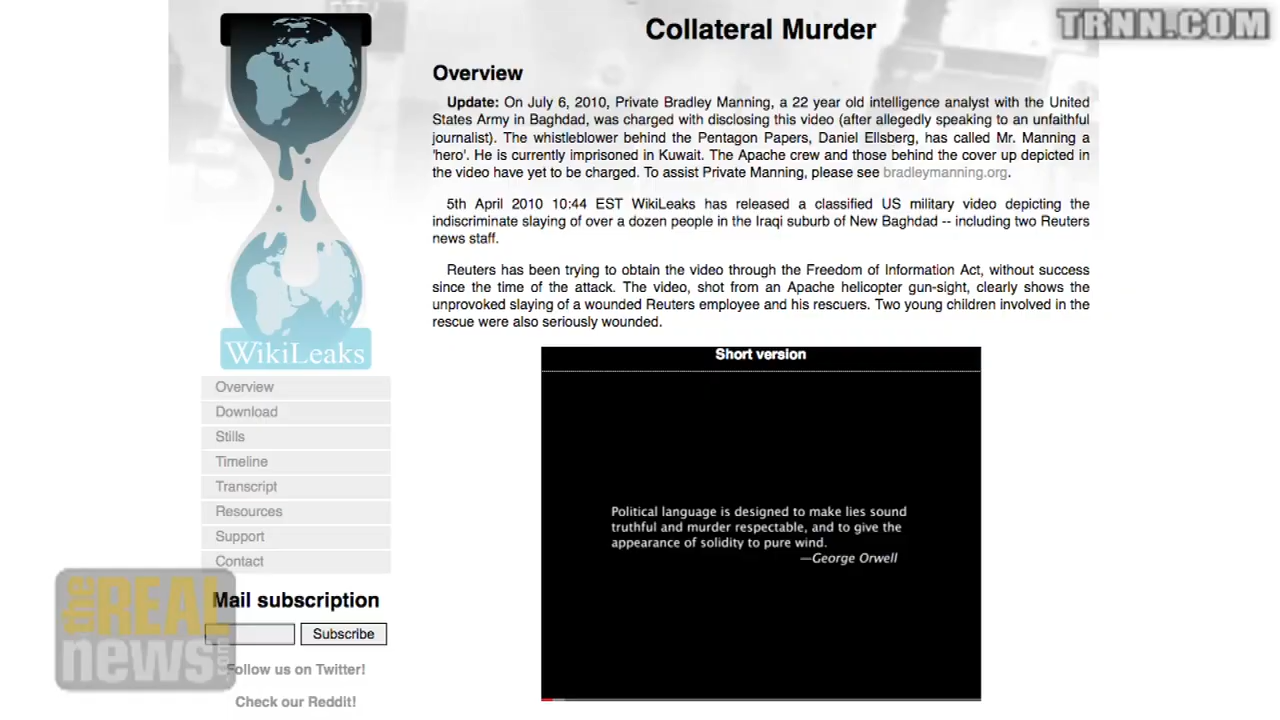 TRNN.COM
Collateral Murder
Overview
Update: On July 6, 2010, Private Bradley Manning, a 22 year old intelligence analyst with the United
States Army in Baghdad, was charged with disclosing this video (after allegedly speaking to an unfaithful
journalist). The whistleblower behind the Pentagon Papers, Daniel Ellsberg, has called Mr. Manning a
'hero'. He is currently imprisoned in Kuwait. The Apache crew and those behind the cover up depicted in
the video have yet to be charged. To assist Private Manning, please see bradleymanning.org.
5th April 2010 10:44 EST WikiLeaks has released a classified US military video depicting the
indiscriminate slaying of over a dozen people in the Iraqi suburb of New Baghdad -- including two Reuters
news staff.
Reuters has been trying to obtain the video through the Freedom of Information Act, without success
since the time of the attack. The video, shot from an Apache helicopter gun-sight, clearly shows the
unprovoked slaying of a wounded Reuters employee and his rescuers. Two young children involved in the
rescue were also seriously wounded.
Short version
Political language is designed to make lies sound
truthful and murder respectable, and to give the
appearance of solidity to pure wind.
—George Orwell
WikiLeaks
Overview
Download
Stills
Timeline
Transcript
Resources
Support
Contact
Mail subscription
Subscribe
Follow us on Twitter!
Check our Reddit!
the REAL
news.com